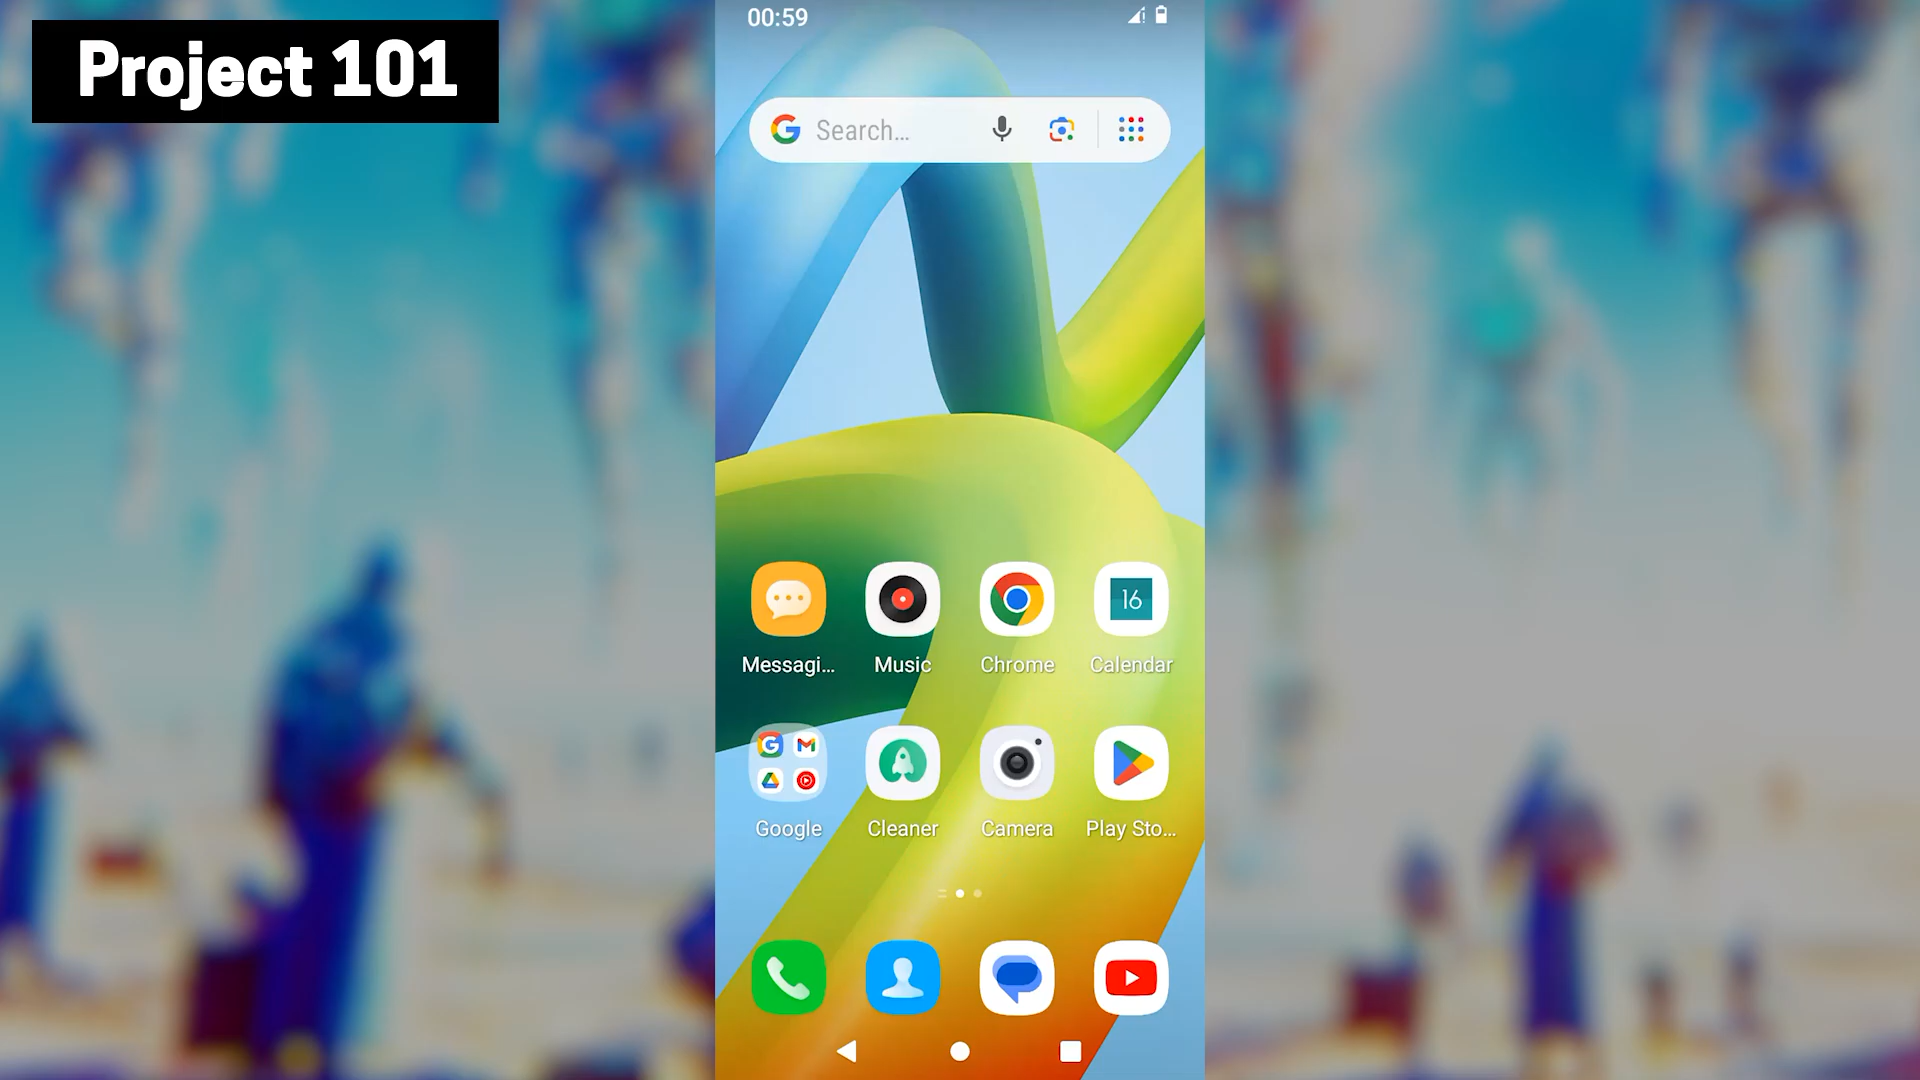 Project 101
00:59
Search...
16
Messagi...
Music
Chrome
Calendar
Google
Cleaner
Camera
Play Sto...